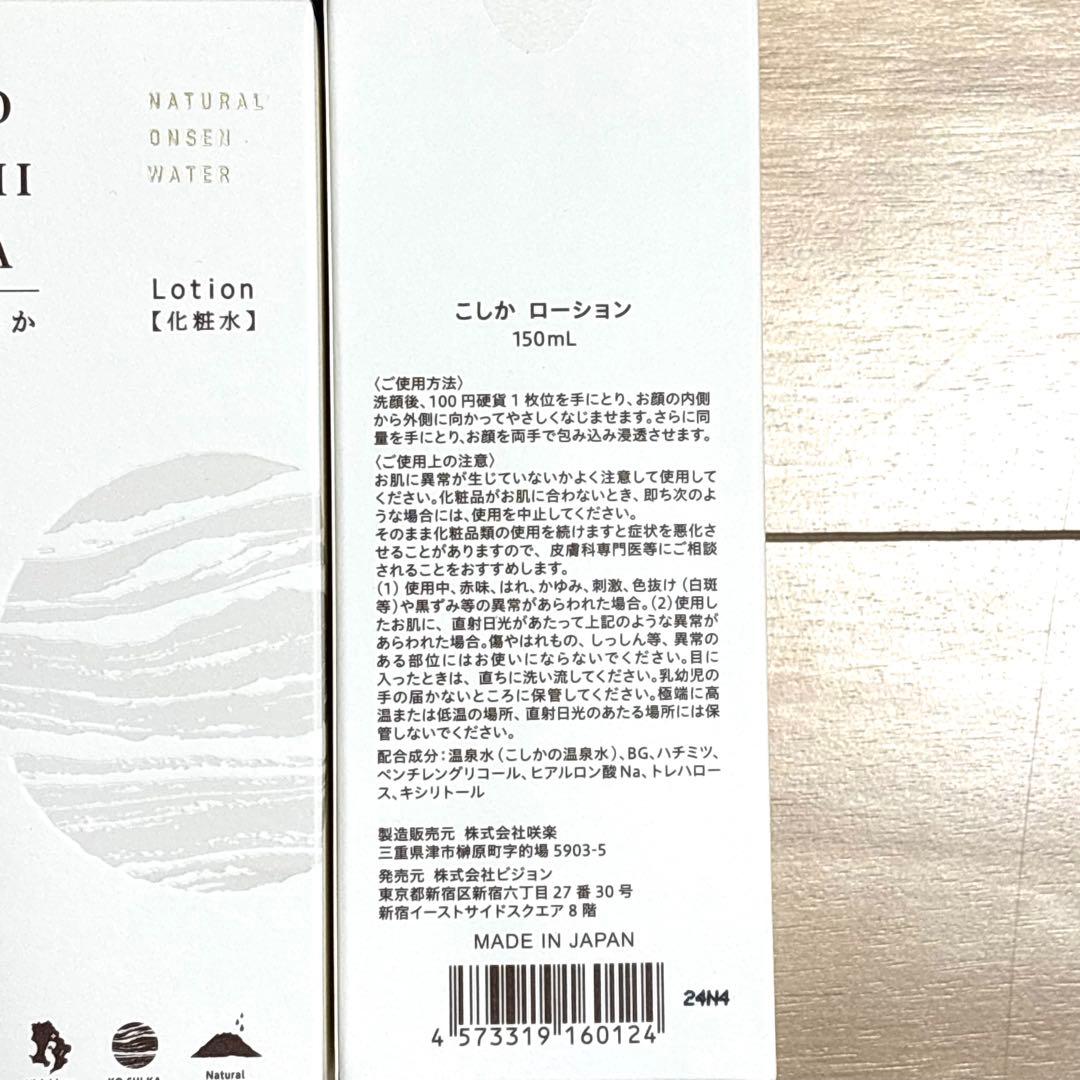 NATURAL
ONSEN
WATER
Lotion
【化粧水】
か
Natural
こしか ローション
150mL
〈ご使用方法〉
洗顔後、100円硬貨1枚位を手にとり、お顔の内側
から外側に向かってやさしくなじませます。さらに同
量を手にとり、お顔を両手で包み込み浸透させます。
〈ご使用上の注意〉
お肌に異常が生じていないかよく注意して使用して
ください。化粧品がお肌に合わないとき、即ち次のよ
うな場合には、使用を中止してください。
そのまま化粧品類の使用を続けますと症状を悪化さ
せることがありますので、皮膚科専門医等にご相談
されることをおすすめします。
(1) 使用中、赤味、はれ、かゆみ、刺激、色抜け（白斑
等）や黒ずみ等の異常があらわれた場合。(2)使用し
たお肌に、直射日光があたって上記のような異常が
あらわれた場合。傷やはれもの、しっしん等、異常の
ある部位にはお使いにならないでください。目に
入ったときは、直ちに洗い流してください。乳幼児の
手の届かないところに保管してください。極端に高
温または低温の場所、直射日光のあたる場所には保
管しないでください。
配合成分：温泉水（こしかの温泉水）、BG、ハチミツ、
ペンチレングリコール、ヒアルロン酸Na、トレハロー
ス、キシリトール
製造販売元 株式会社咲楽
三重県津市榊原町字的場5903-5
発売元 株式会社ビジョン
東京都新宿区新宿六丁目27番30号
新宿イーストサイドスクエア8階
MADE IN JAPAN
24N4
4 573319 160124